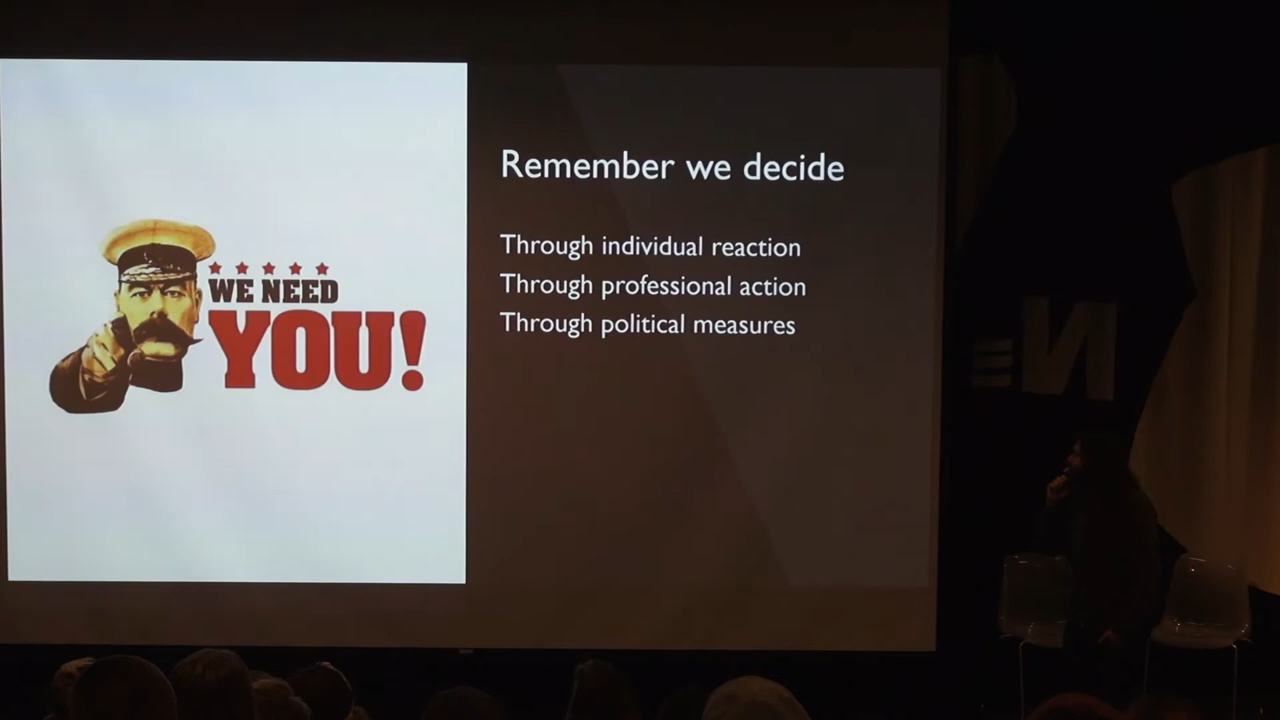 WE NEED
YOU!
Remember we decide
Through individual reaction
Through professional action
Through political measures
N